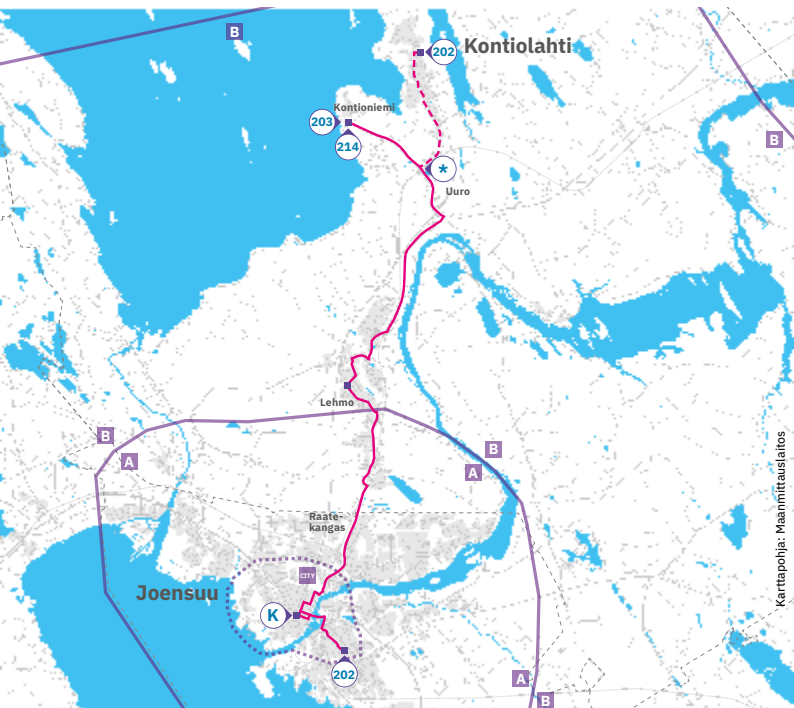 B
202
Kontiolahti
Kontioniemi
203
214
B
*
Uuro
Lehmo
B
A
B
A
Raate-
kangas
CITY
Joensuu
K
202
A
B
Karttapohja: Maanmittauslaitos